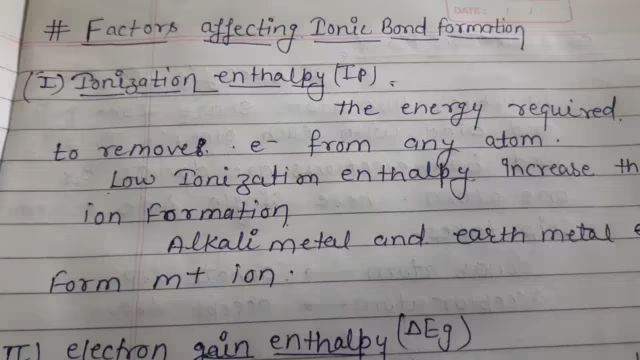 DATE: / /
# Factors affecting Ionic Bond formation
(I) Ionization enthalpy (IP).
the energy required.
to remove e- from any atom.
Low Ionization enthalpy Increase th
ion formation
Alkali metal and earth metal
form m+ ion.
II.) electron gain enthalpy (ΔEg)